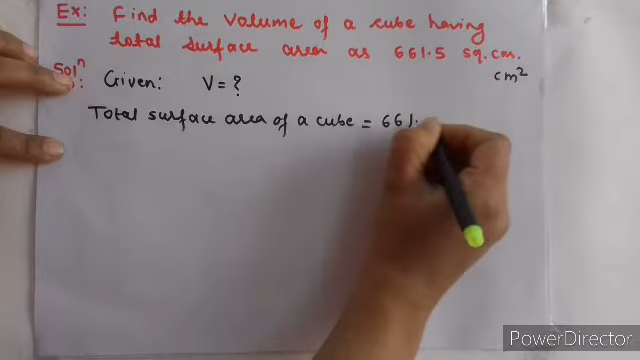 Ex: Find the volume of a cube having
total surface area as 661.5 sq.cm.
cm²
Solⁿ: Given: V = ?
Total surface area of a cube = 661.
PowerDirector